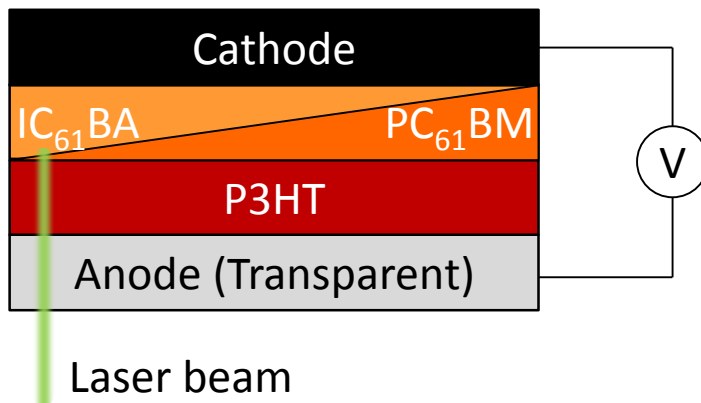 Cathode
IC₆₁BA
PC₆₁BM
P3HT
V
Anode (Transparent)
Laser beam